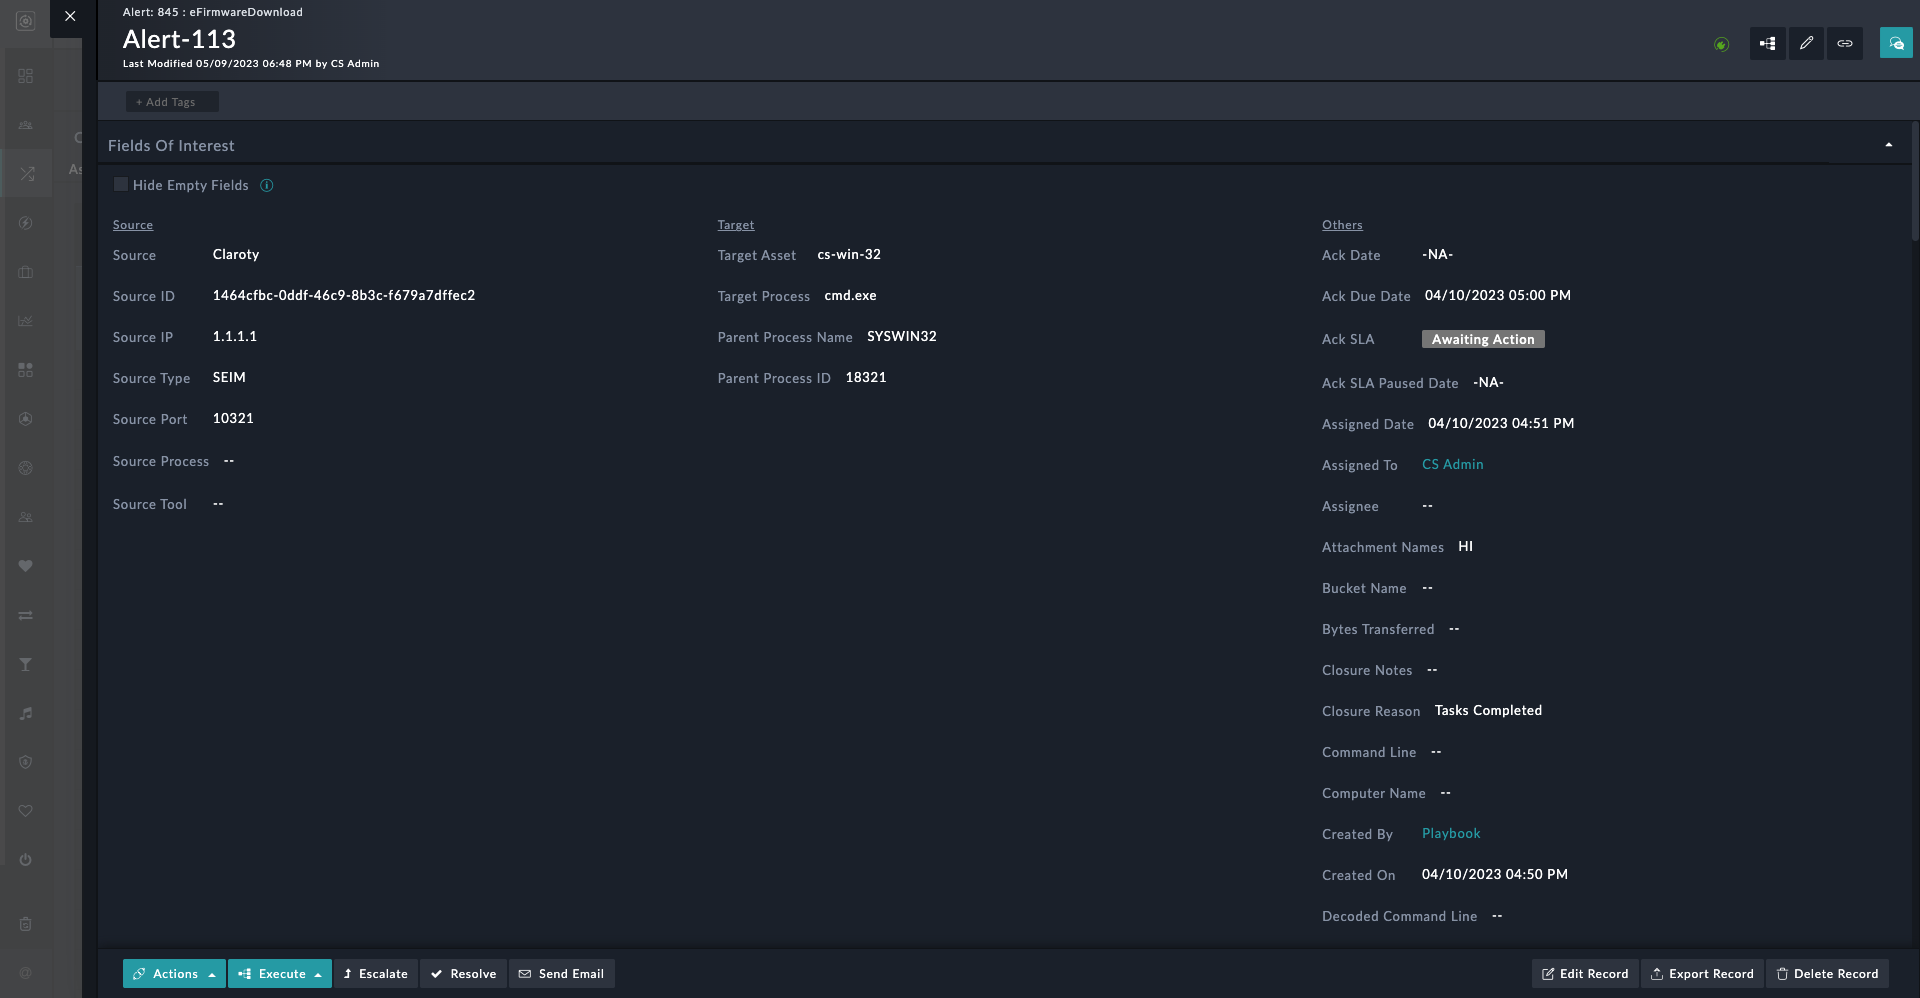 Alert: 845 : eFirmwareDownload
Alert-113
Last Modified 05/09/2023 06:48 PM by CS Admin
+ Add Tags
Fields Of Interest
Hide Empty Fields
Source
Source Claroty
Source ID 1464cfbc-0ddf-46c9-8b3c-f679a7dffec2
Source IP 1.1.1.1
Source Type SEIM
Source Port 10321
Source Process --
Source Tool --
Target
Target Asset cs-win-32
Target Process cmd.exe
Parent Process Name SYSWIN32
Parent Process ID 18321
Others
Ack Date -NA-
Ack Due Date 04/10/2023 05:00 PM
Ack SLA Awaiting Action
Ack SLA Paused Date -NA-
Assigned Date 04/10/2023 04:51 PM
Assigned To CS Admin
Assignee --
Attachment Names HI
Bucket Name --
Bytes Transferred --
Closure Notes --
Closure Reason Tasks Completed
Command Line --
Computer Name --
Created By Playbook
Created On 04/10/2023 04:50 PM
Decoded Command Line --
Actions
Execute
Escalate
Resolve
Send Email
Edit Record
Export Record
Delete Record